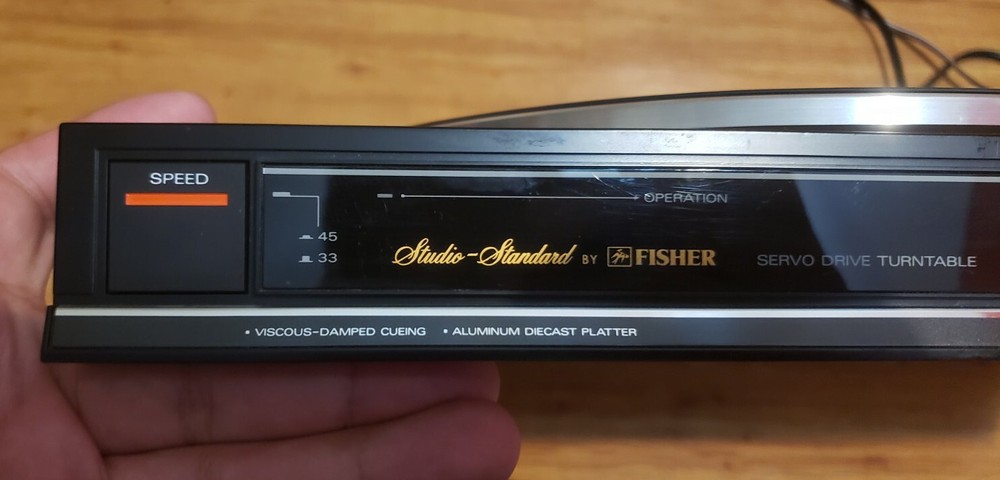 SPEED
OPERATION
45
33
Studio-Standard BY FISHER
SERVO DRIVE TURNTABLE
• VISCOUS-DAMPED CUEING • ALUMINUM DIECAST PLATTER